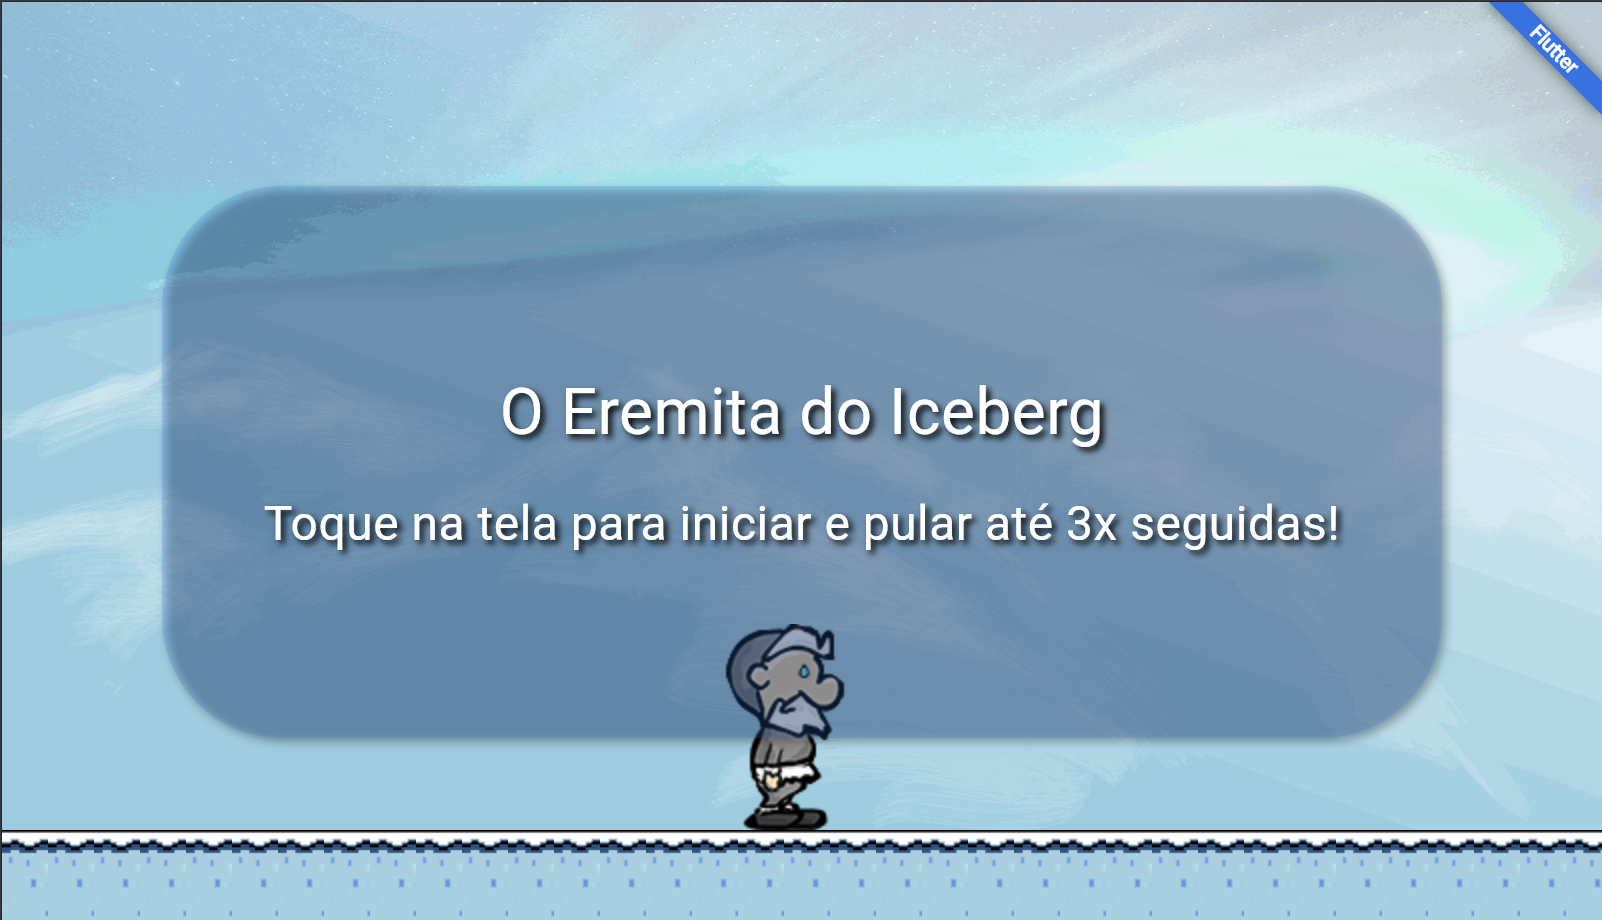 Flutter
O Eremita do Iceberg
Toque na tela para iniciar e pular até 3x seguidas!